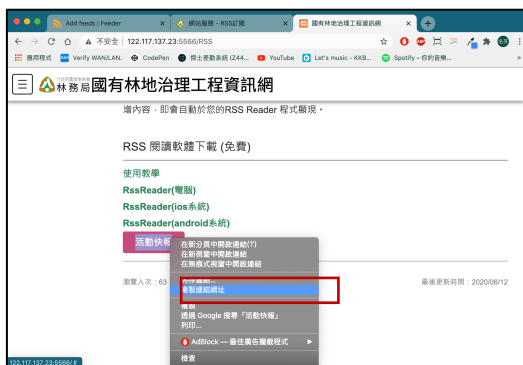 Add feeds | Feeder
網站服務 - RSS訂閱
國有林地治理工程資訊網
不安全 | 122.117.137.23:5566/RSS
應用程式
Verify WAN/LAN.
CodePen
傑士差勤系統 (Z44...
YouTube
Let's music - KKB...
Spotify – 你的音樂...
林務局國有林地治理工程資訊網
增內容，即會自動於您的RSS Reader 程式顯現。
RSS 閱讀軟體下載 (免費)
使用教學
RssReader(電腦)
RssReader(ios系統)
RssReader(android系統)
活動快報
在新分頁中開啟連結(T)
在新視窗中開啟連結
在無痕式視窗中開啟連結
另存連結...
複製連結網址
複製
透過 Google 搜尋「活動快報」
列印...
AdBlock — 最佳廣告攔截程式
檢查
瀏覽人次：63
最後更新時間：2020/06/12
122.117.137.23:5566/#